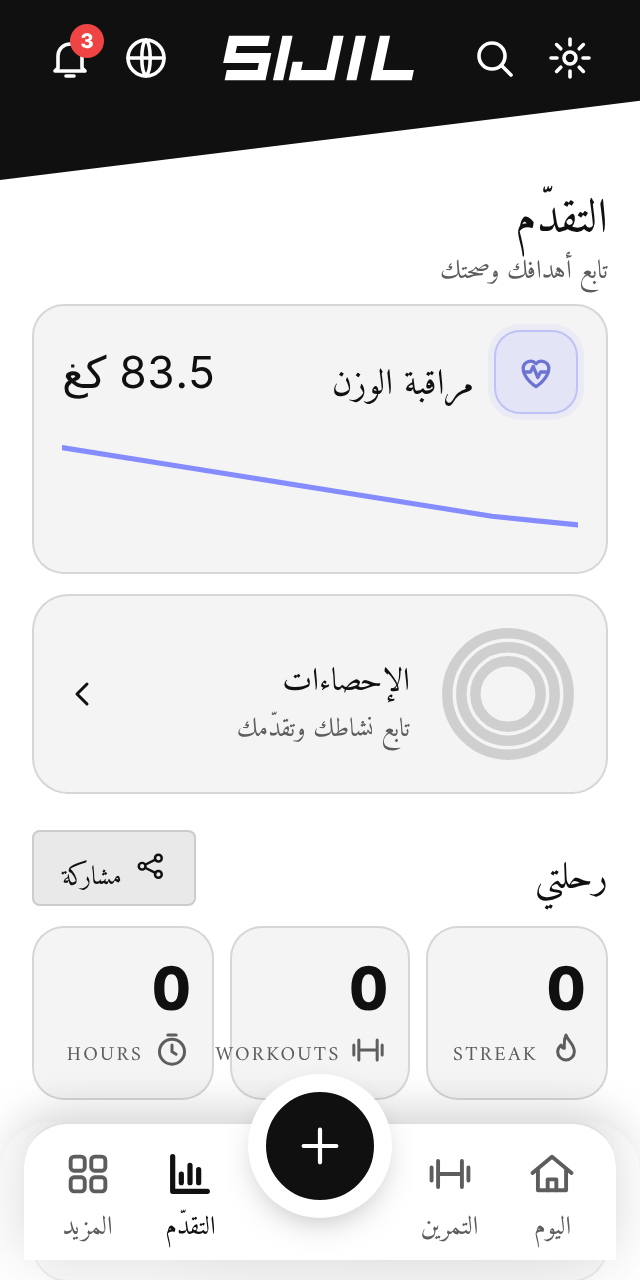 SIJIL
3
التقدّم
تابع أهدافك وصحتك
مراقبة الوزن
83.5 كغ
الإحصاءات
تابع نشاطك وتقدّمك
رحلتي
مشاركة
0
STREAK
0
WORKOUTS
0
HOURS
اليوم
التمرين
التقدّم
المزيد